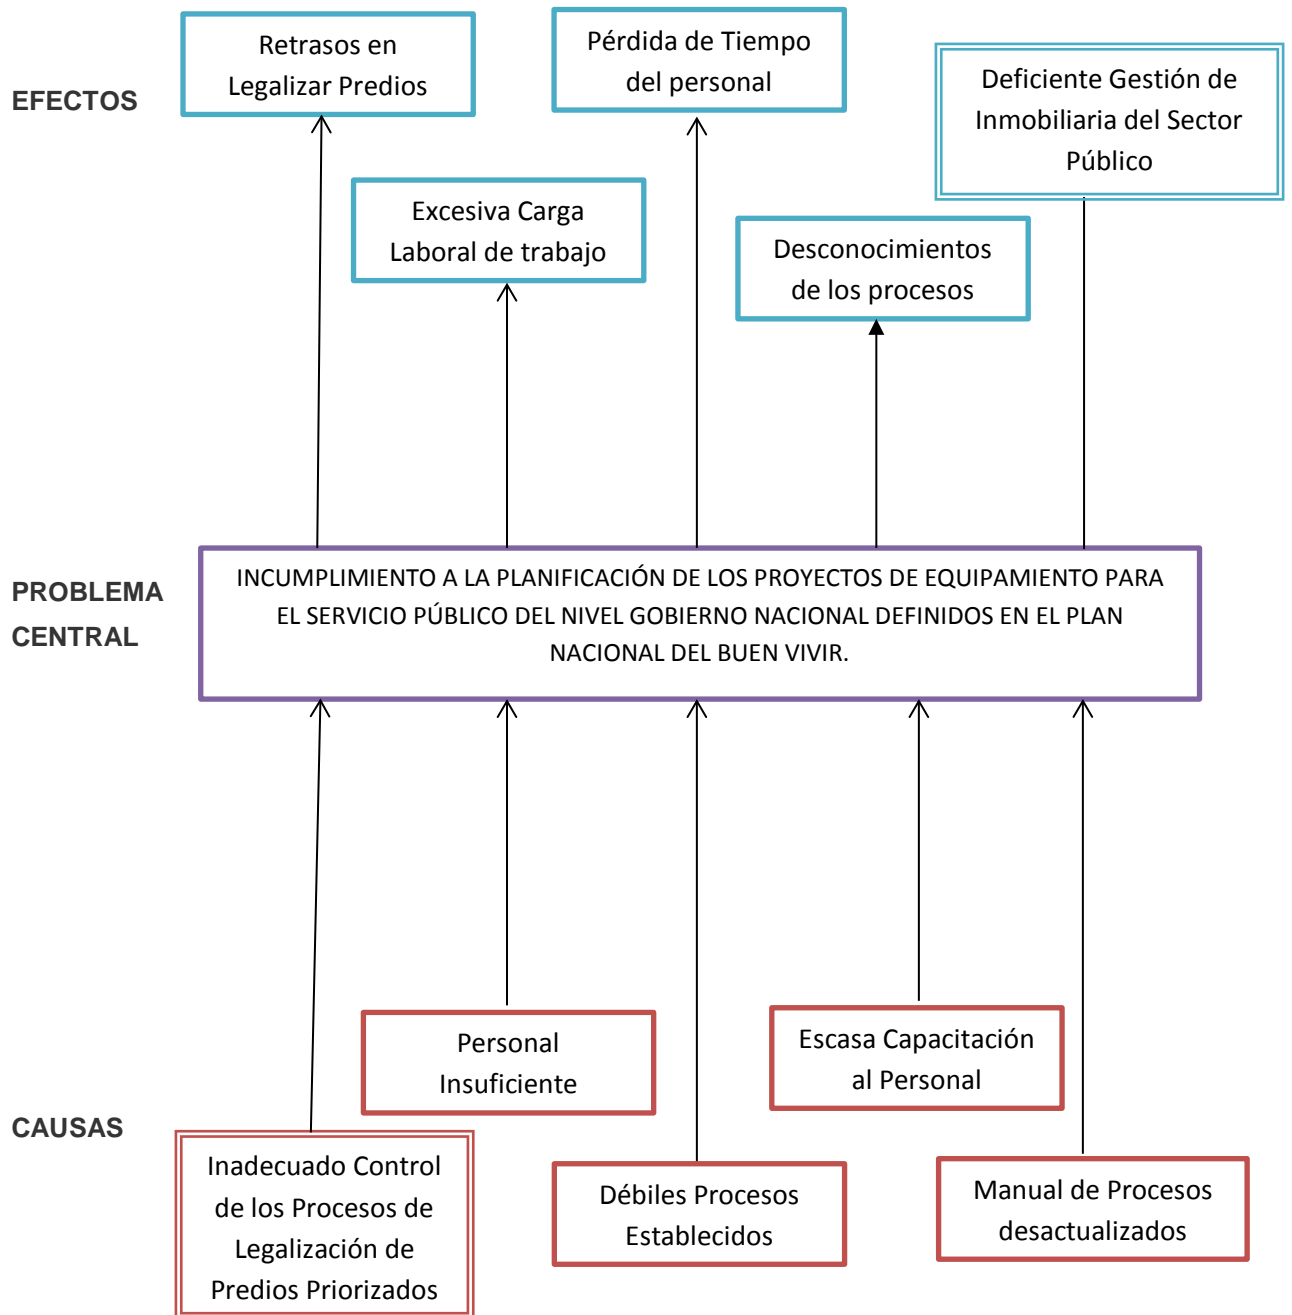 EFECTOS
Retrasos en
Legalizar Predios
Pérdida de Tiempo
del personal
Deficiente Gestión de
Inmobiliaria del Sector
Público
Excesiva Carga
Laboral de trabajo
Desconocimientos
de los procesos
PROBLEMA
CENTRAL
INCUMPLIMIENTO A LA PLANIFICACIÓN DE LOS PROYECTOS DE EQUIPAMIENTO PARA
EL SERVICIO PÚBLICO DEL NIVEL GOBIERNO NACIONAL DEFINIDOS EN EL PLAN
NACIONAL DEL BUEN VIVIR.
Personal
Insuficiente
Escasa Capacitación
al Personal
CAUSAS
Inadecuado Control
de los Procesos de
Legalización de
Predios Priorizados
Débiles Procesos
Establecidos
Manual de Procesos
desactualizados